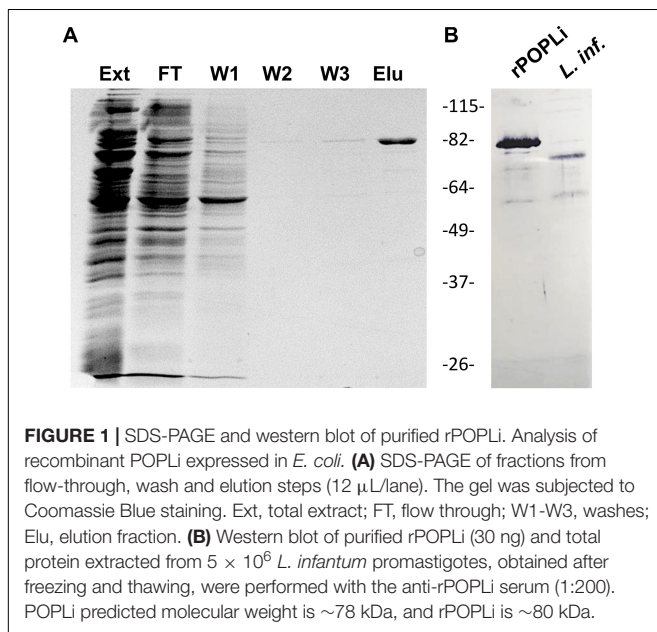 A
B
Ext FT W1 W2 W3 Elu
rPOPLi
L. inf.
-115-
-82-
-64-
-49-
-37-
-26-
FIGURE 1 | SDS-PAGE and western blot of purified rPOPLi. Analysis of
recombinant POPLi expressed in E. coli. (A) SDS-PAGE of fractions from
flow-through, wash and elution steps (12 μL/lane). The gel was subjected to
Coomassie Blue staining. Ext, total extract; FT, flow through; W1-W3, washes;
Elu, elution fraction. (B) Western blot of purified rPOPLi (30 ng) and total
protein extracted from 5 × 10⁶ L. infantum promastigotes, obtained after
freezing and thawing, were performed with the anti-rPOPLi serum (1:200).
POPLi predicted molecular weight is ∼78 kDa, and rPOPLi is ∼80 kDa.